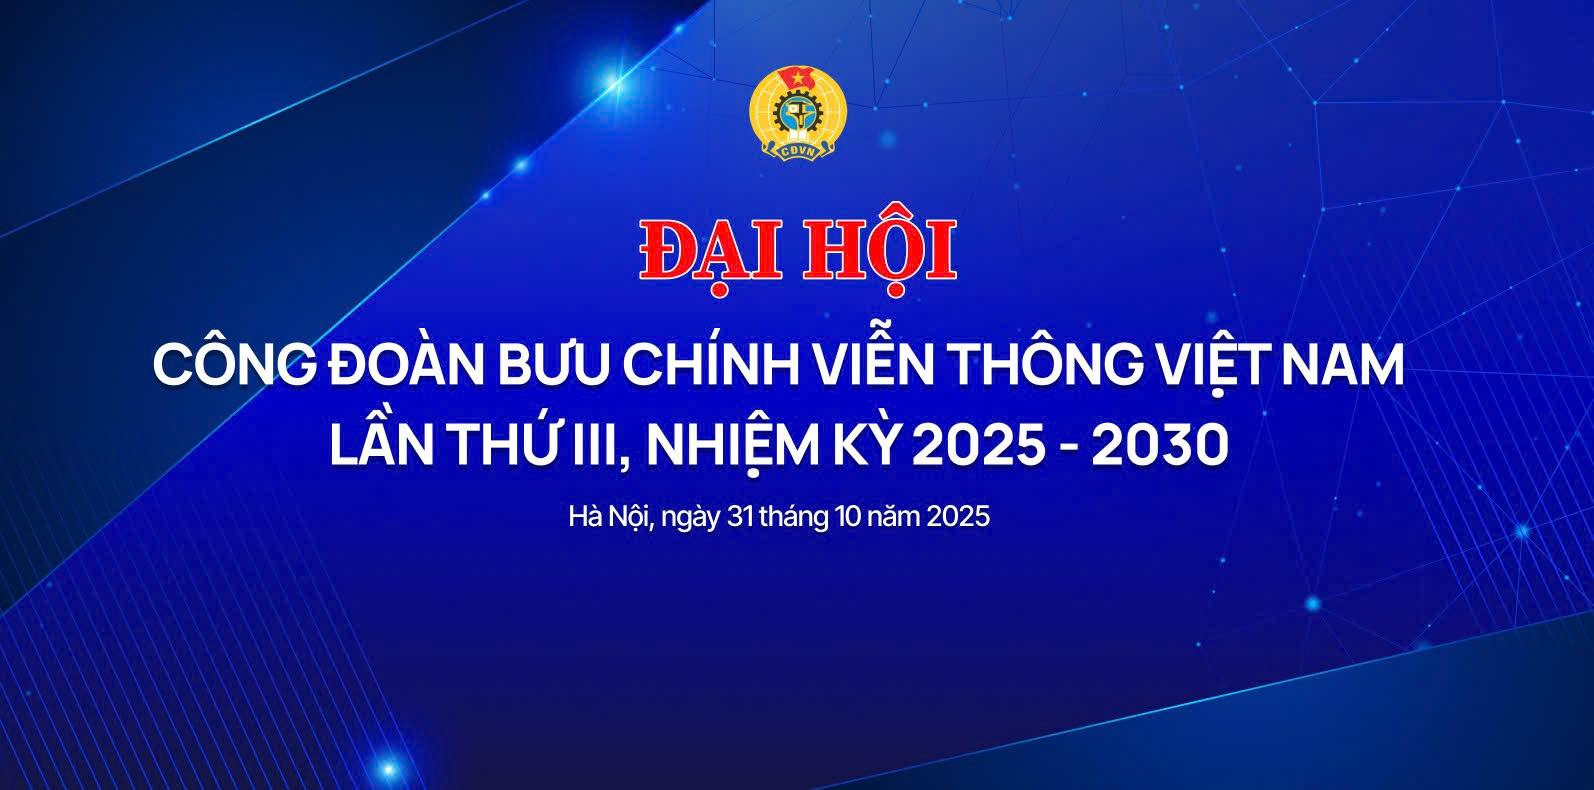 CĐVN
ĐẠI HỘI
CÔNG ĐOÀN BƯU CHÍNH VIỄN THÔNG VIỆT NAM
LẦN THỨ III, NHIỆM KỲ 2025 - 2030
Hà Nội, ngày 31 tháng 10 năm 2025